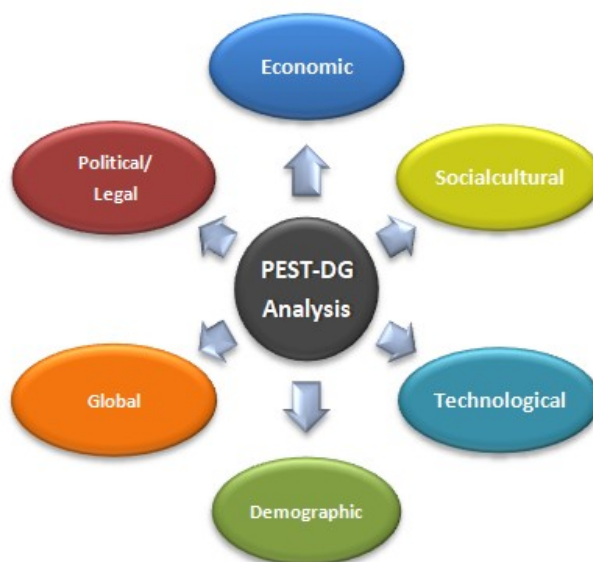 Economic
Political/
Legal
Socialcultural
PEST-DG
Analysis
Global
Technological
Demographic